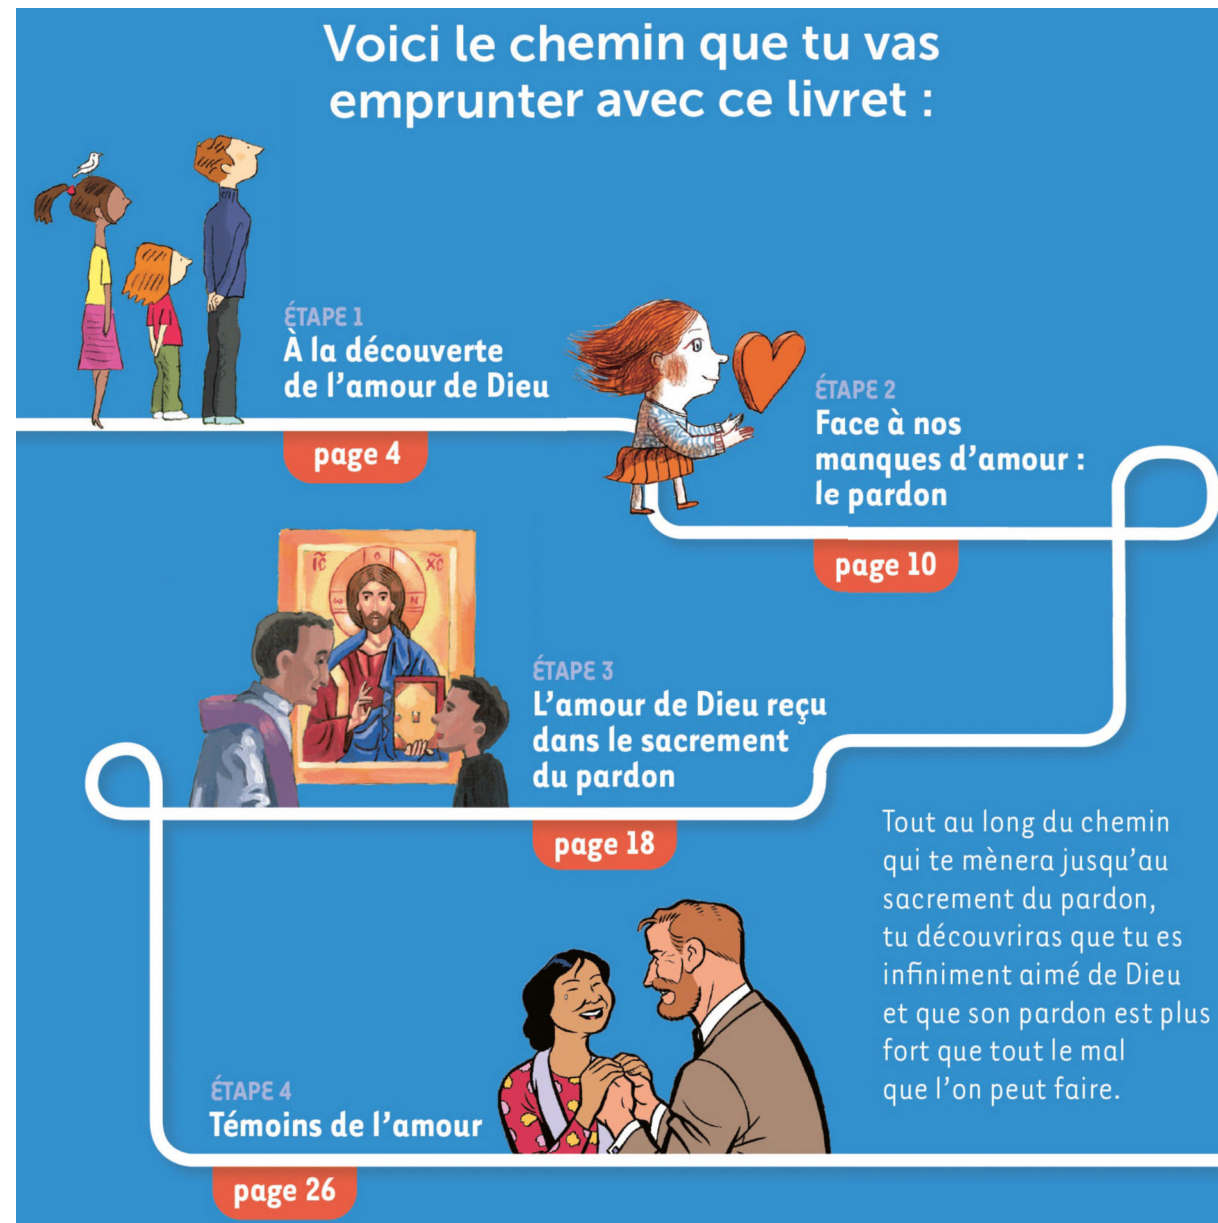 Voici le chemin que tu vas
emprunter avec ce livret :
ÉTAPE 1
À la découverte
de l'amour de Dieu
page 4
ÉTAPE 2
Face à nos
manques d'amour :
le pardon
page 10
IC
XC
ÉTAPE 3
L'amour de Dieu reçu
dans le sacrement
du pardon
page 18
Tout au long du chemin
qui te mènera jusqu'au
sacrement du pardon,
tu découvriras que tu es
infiniment aimé de Dieu
et que son pardon est plus
fort que tout le mal
que l'on peut faire.
ÉTAPE 4
Témoins de l'amour
page 26